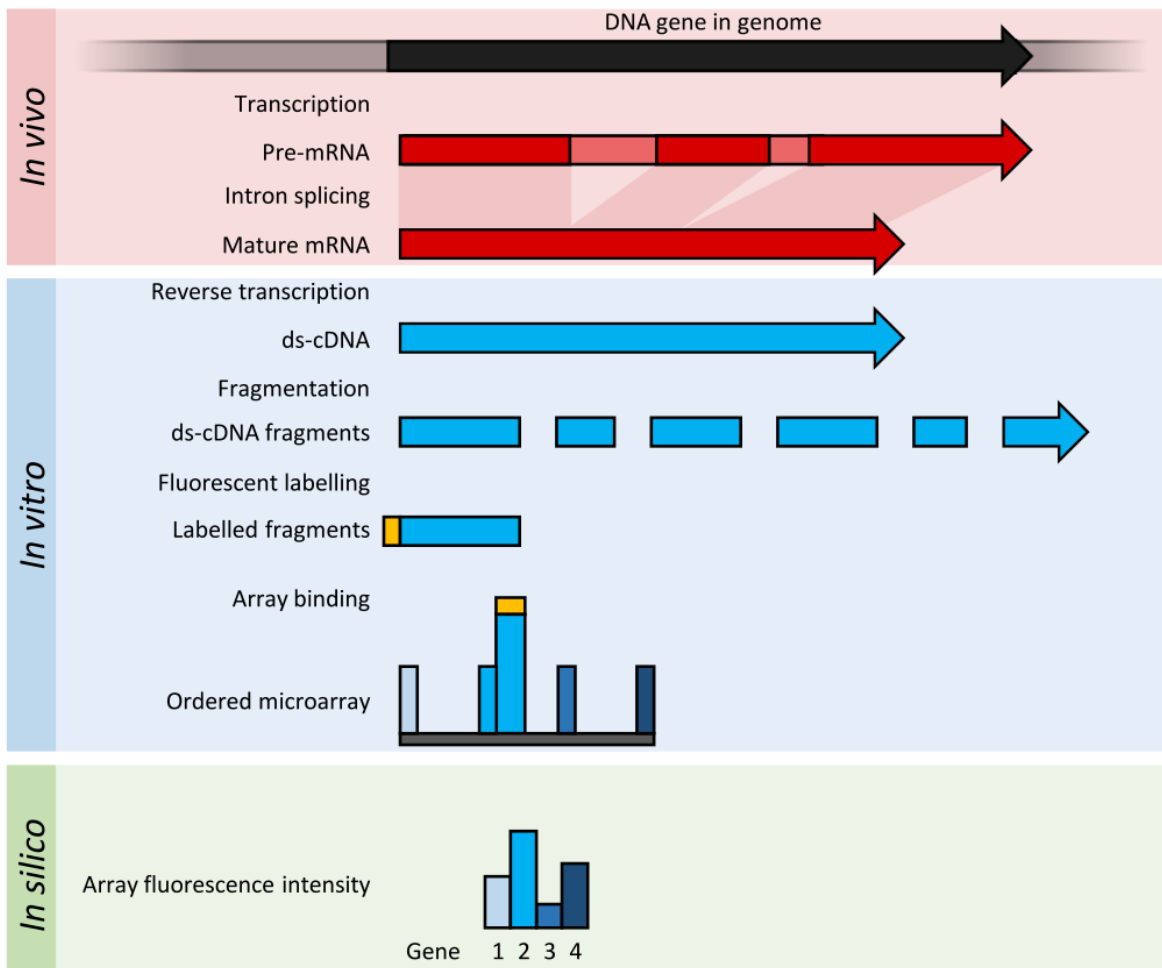 DNA gene in genome
In vivo
Transcription
Pre-mRNA
Intron splicing
Mature mRNA
In vitro
Reverse transcription
ds-cDNA
Fragmentation
ds-cDNA fragments
Fluorescent labelling
Labelled fragments
Array binding
Ordered microarray
In silico
Array fluorescence intensity
Gene 1 2 3 4